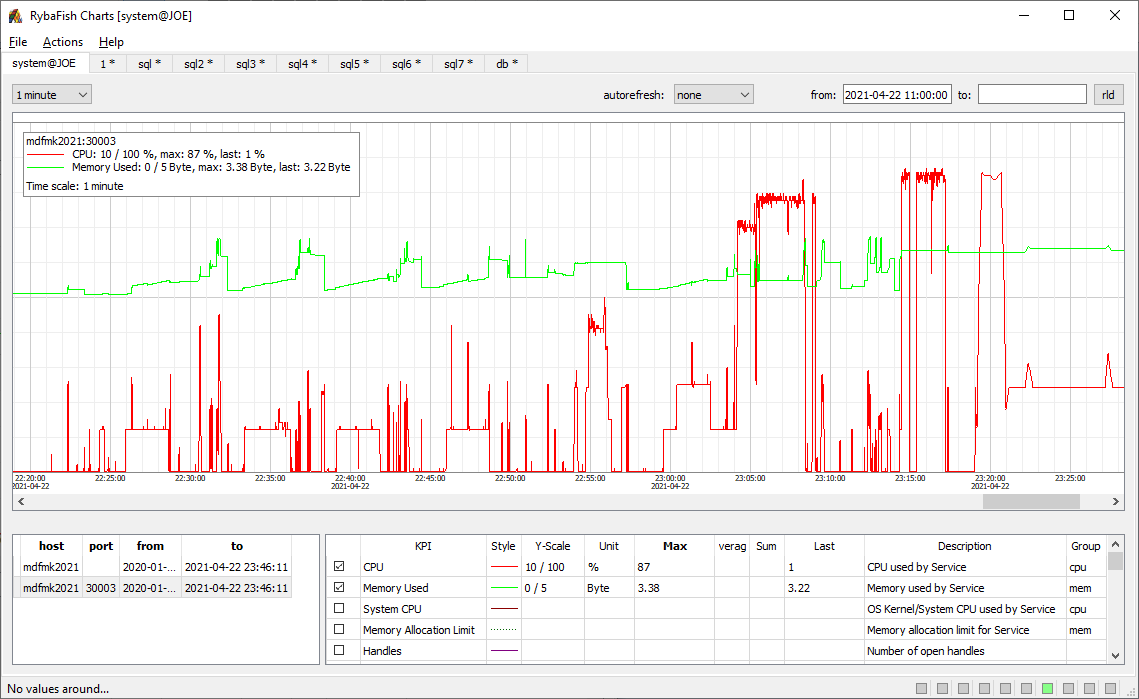 RybaFish Charts [system@JOE]
File Actions Help
system@JOE 1 * sql * sql2 * sql3 * sql4 * sql5 * sql6 * sql7 * db *
1 minute autorefresh: none from: 2021-04-22 11:00:00 to: rld
mdfmk2021:30003
CPU: 10 / 100 %, max: 87 %, last: 1 %
Memory Used: 0 / 5 Byte, max: 3.38 Byte, last: 3.22 Byte
Time scale: 1 minute
22:20:00 22:25:00 22:30:00 22:35:00 22:40:00 22:45:00 22:50:00 22:55:00 23:00:00 23:05:00 23:10:00 23:15:00 23:20:00 23:25:00
2021-04-22 2021-04-22 2021-04-22 2021-04-22
host port from to
mdfmk2021 2020-01-... 2021-04-22 23:46:11
mdfmk2021 30003 2020-01-... 2021-04-22 23:46:11
KPI Style Y-Scale Unit Max verag Sum Last Description Group
CPU 10 / 100 % 87 1 CPU used by Service cpu
Memory Used 0 / 5 Byte 3.38 3.22 Memory used by Service mem
System CPU OS Kernel/System CPU used by Service cpu
Memory Allocation Limit Memory allocation limit for Service mem
Handles Number of open handles
No values around...